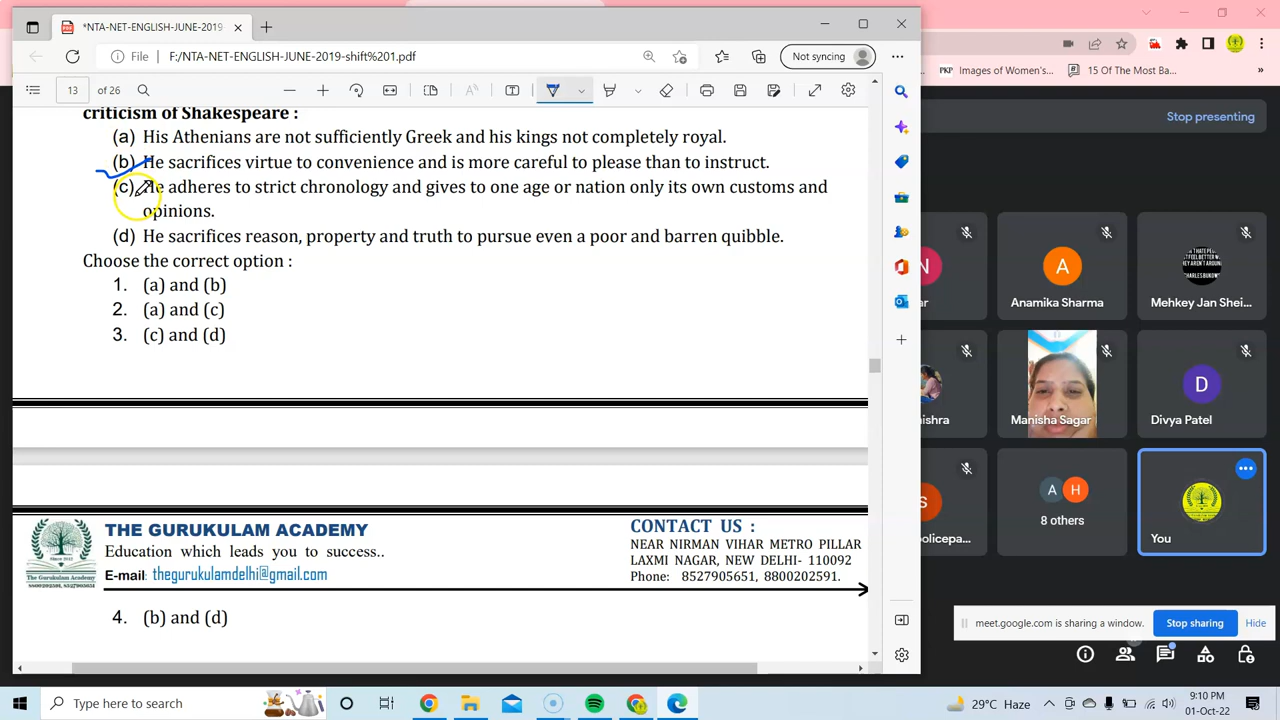 *NTA-NET-ENGLISH-JUNE-2019-
File
F:/NTA-NET-ENGLISH-JUNE-2019-shift%201.pdf
Not syncing
PKP
Images of Women's...
15 Of The Most Ba...
13 of 26
Stop presenting
criticism of Shakespeare :
(a) His Athenians are not sufficiently Greek and his kings not completely royal.
(b) He sacrifices virtue to convenience and is more careful to please than to instruct.
(c) He adheres to strict chronology and gives to one age or nation only its own customs and
opinions.
(d) He sacrifices reason, property and truth to pursue even a poor and barren quibble.
Choose the correct option :
1. (a) and (b)
2. (a) and (c)
3. (c) and (d)
THE GURUKULAM ACADEMY
Education which leads you to success..
E-mail: thegurukulamdelhi@gmail.com
CONTACT US :
NEAR NIRMAN VIHAR METRO PILLAR
LAXMI NAGAR, NEW DELHI- 110092
Phone: 8527905651, 8800202591.
4. (b) and (d)
N
ar
A
Anamika Sharma
CHARLES BUKOW
Mehkey Jan Shei...
ishra
Manisha Sagar
D
Divya Patel
S
olicepa...
A H
8 others
You
meet.google.com is sharing a window.
Stop sharing
Hide
Type here to search
29°C Haze
9:10 PM
01-Oct-22